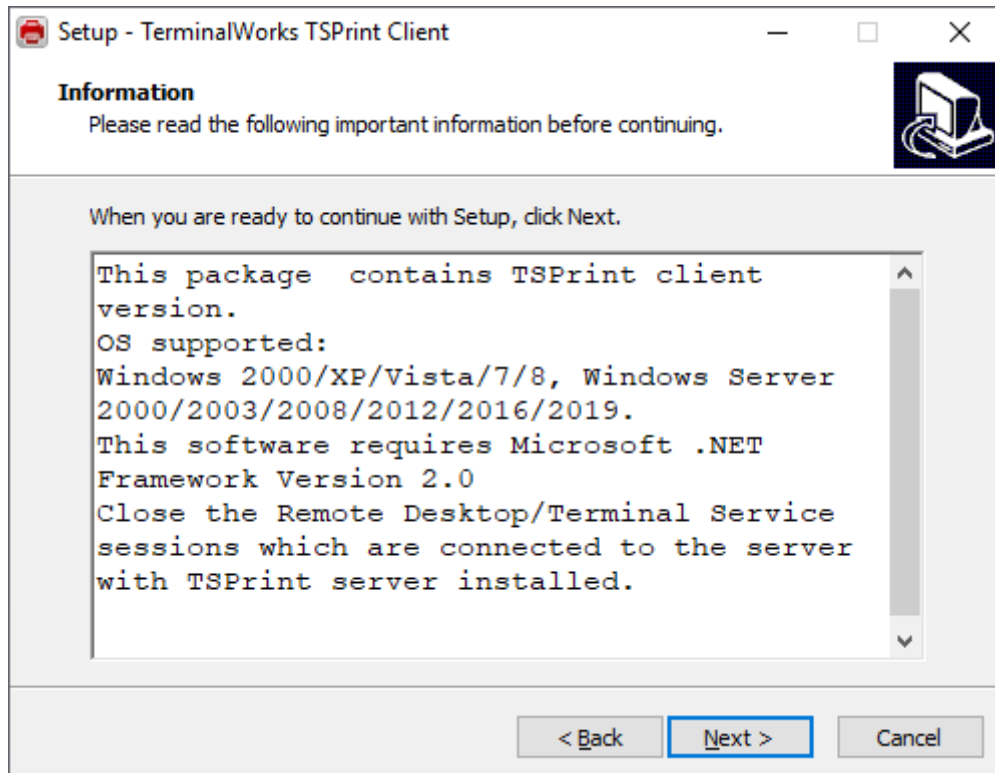 Setup - TerminalWorks TSPrint Client
Information
Please read the following important information before continuing.
When you are ready to continue with Setup, click Next.
This package  contains TSPrint client
version.
OS supported:
Windows 2000/XP/Vista/7/8, Windows Server
2000/2003/2008/2012/2016/2019.
This software requires Microsoft .NET
Framework Version 2.0
Close the Remote Desktop/Terminal Service
sessions which are connected to the server
with TSPrint server installed.
< Back
Next >
Cancel